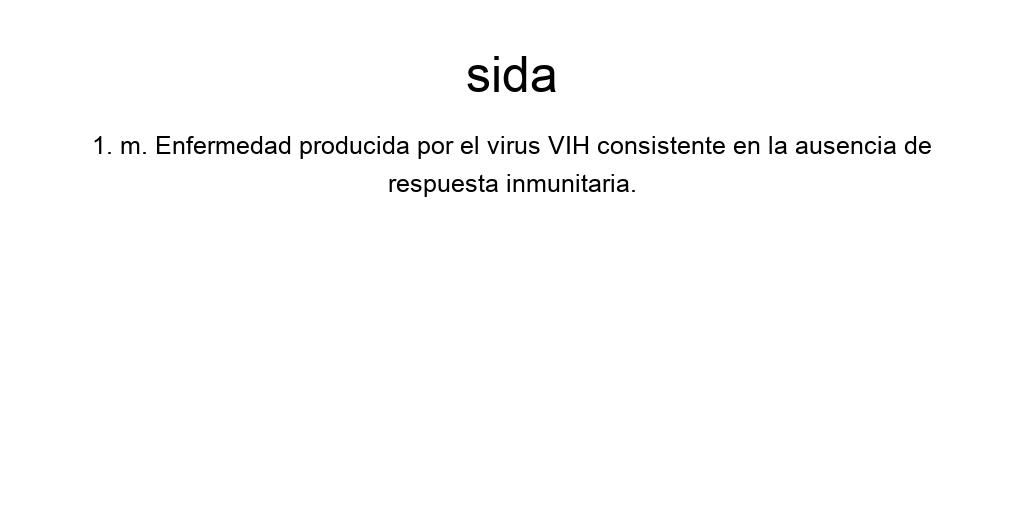 sida
1. m. Enfermedad producida por el virus VIH consistente en la ausencia de
respuesta inmunitaria.